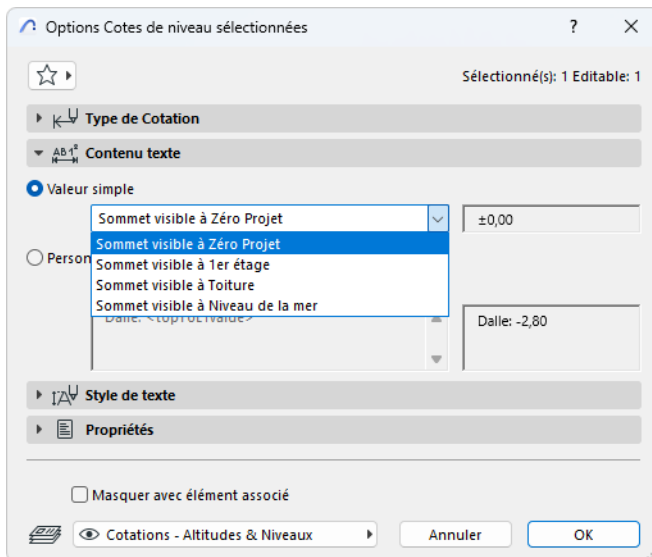 Options Cotes de niveau sélectionnées
Sélectionné(s): 1 Editable: 1
Type de Cotation
Contenu texte
Valeur simple
Sommet visible à Zéro Projet
±0,00
Sommet visible à Zéro Projet
Sommet visible à 1er étage
Person
Sommet visible à Toiture
Sommet visible à Niveau de la mer
Dalle: -2,80
Style de texte
Propriétés
Masquer avec élément associé
Cotations - Altitudes & Niveaux
Annuler
OK